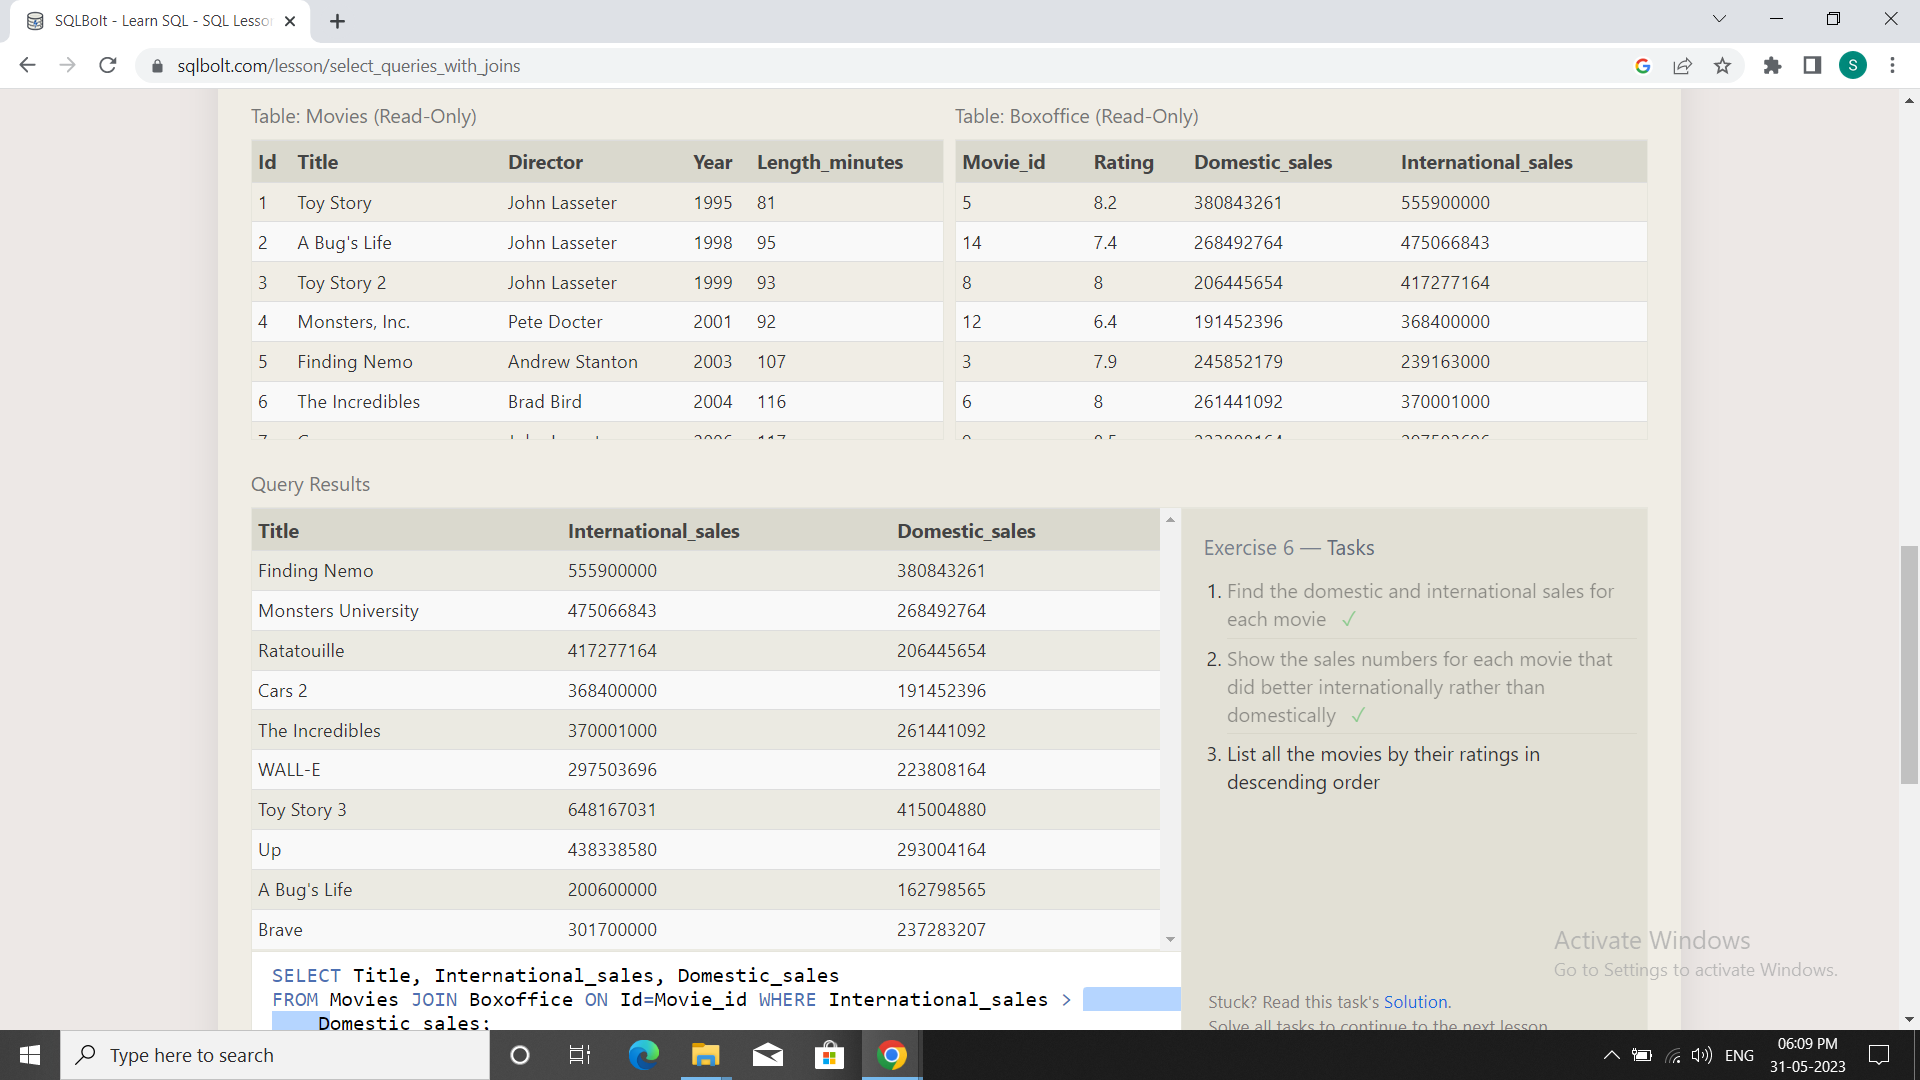 SQLBolt - Learn SQL - SQL Lesso
sqlbolt.com/lesson/select_queries_with_joins
S
Table: Movies (Read-Only)
Id Title Director Year Length_minutes
1 Toy Story John Lasseter 1995 81
2 A Bug's Life John Lasseter 1998 95
3 Toy Story 2 John Lasseter 1999 93
4 Monsters, Inc. Pete Docter 2001 92
5 Finding Nemo Andrew Stanton 2003 107
6 The Incredibles Brad Bird 2004 116
Table: Boxoffice (Read-Only)
Movie_id Rating Domestic_sales International_sales
5 8.2 380843261 555900000
14 7.4 268492764 475066843
8 8 206445654 417277164
12 6.4 191452396 368400000
3 7.9 245852179 239163000
6 8 261441092 370001000
Query Results
Title International_sales Domestic_sales
Finding Nemo 555900000 380843261
Monsters University 475066843 268492764
Ratatouille 417277164 206445654
Cars 2 368400000 191452396
The Incredibles 370001000 261441092
WALL-E 297503696 223808164
Toy Story 3 648167031 415004880
Up 438338580 293004164
A Bug's Life 200600000 162798565
Brave 301700000 237283207
SELECT Title, International_sales, Domestic_sales
FROM Movies JOIN Boxoffice ON Id=Movie_id WHERE International_sales >
Domestic_sales;
Exercise 6 — Tasks
1. Find the domestic and international sales for
each movie ✓
2. Show the sales numbers for each movie that
did better internationally rather than
domestically ✓
3. List all the movies by their ratings in
descending order
Activate Windows
Go to Settings to activate Windows.
Stuck? Read this task's Solution.
Solve all tasks to continue to the next lesson.
Type here to search
ENG
06:09 PM
31-05-2023